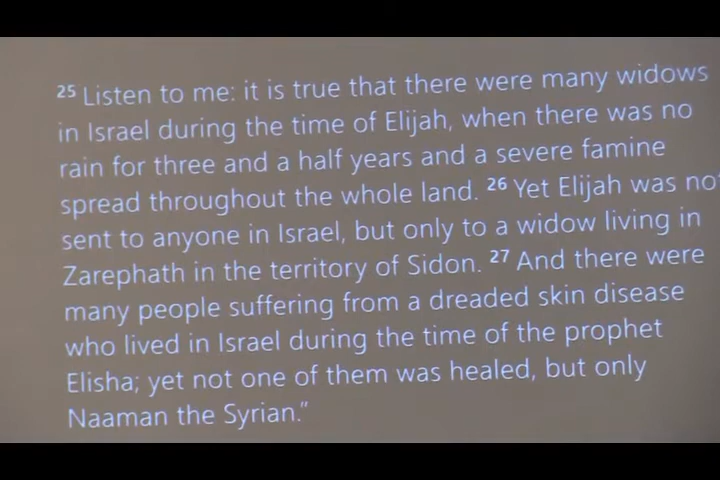 25 Listen to me: it is true that there were many widows
in Israel during the time of Elijah, when there was no
rain for three and a half years and a severe famine
spread throughout the whole land. 26 Yet Elijah was not
sent to anyone in Israel, but only to a widow living in
Zarephath in the territory of Sidon. 27 And there were
many people suffering from a dreaded skin disease
who lived in Israel during the time of the prophet
Elisha; yet not one of them was healed, but only
Naaman the Syrian.”